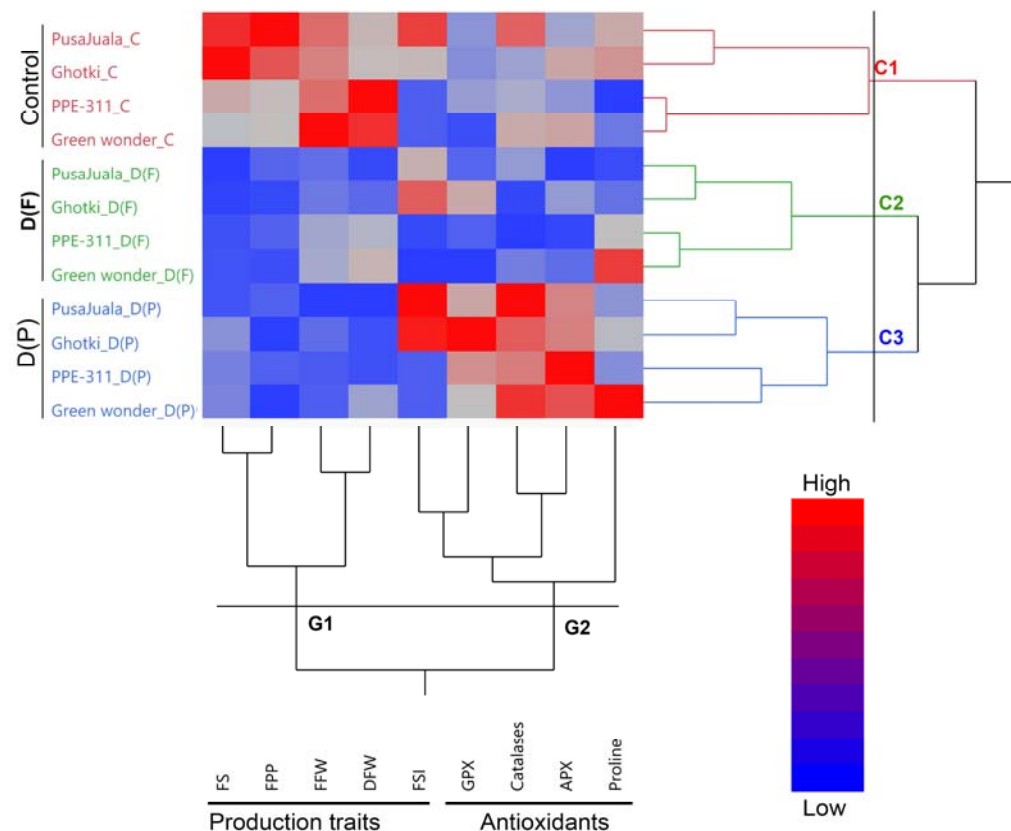 Control
PusaJuala_C
Ghotki_C
PPE-311_C
Green wonder_C
D(F)
PusaJuala_D(F)
Ghotki_D(F)
PPE-311_D(F)
Green wonder_D(F)
D(P)
PusaJuala_D(P)
Ghotki_D(P)
PPE-311_D(P)
Green wonder_D(P)
C1
C2
C3
G1
G2
High
Low
FS
FPP
FFW
DFW
FSI
GPX
Catalases
APX
Proline
Production traits
Antioxidants